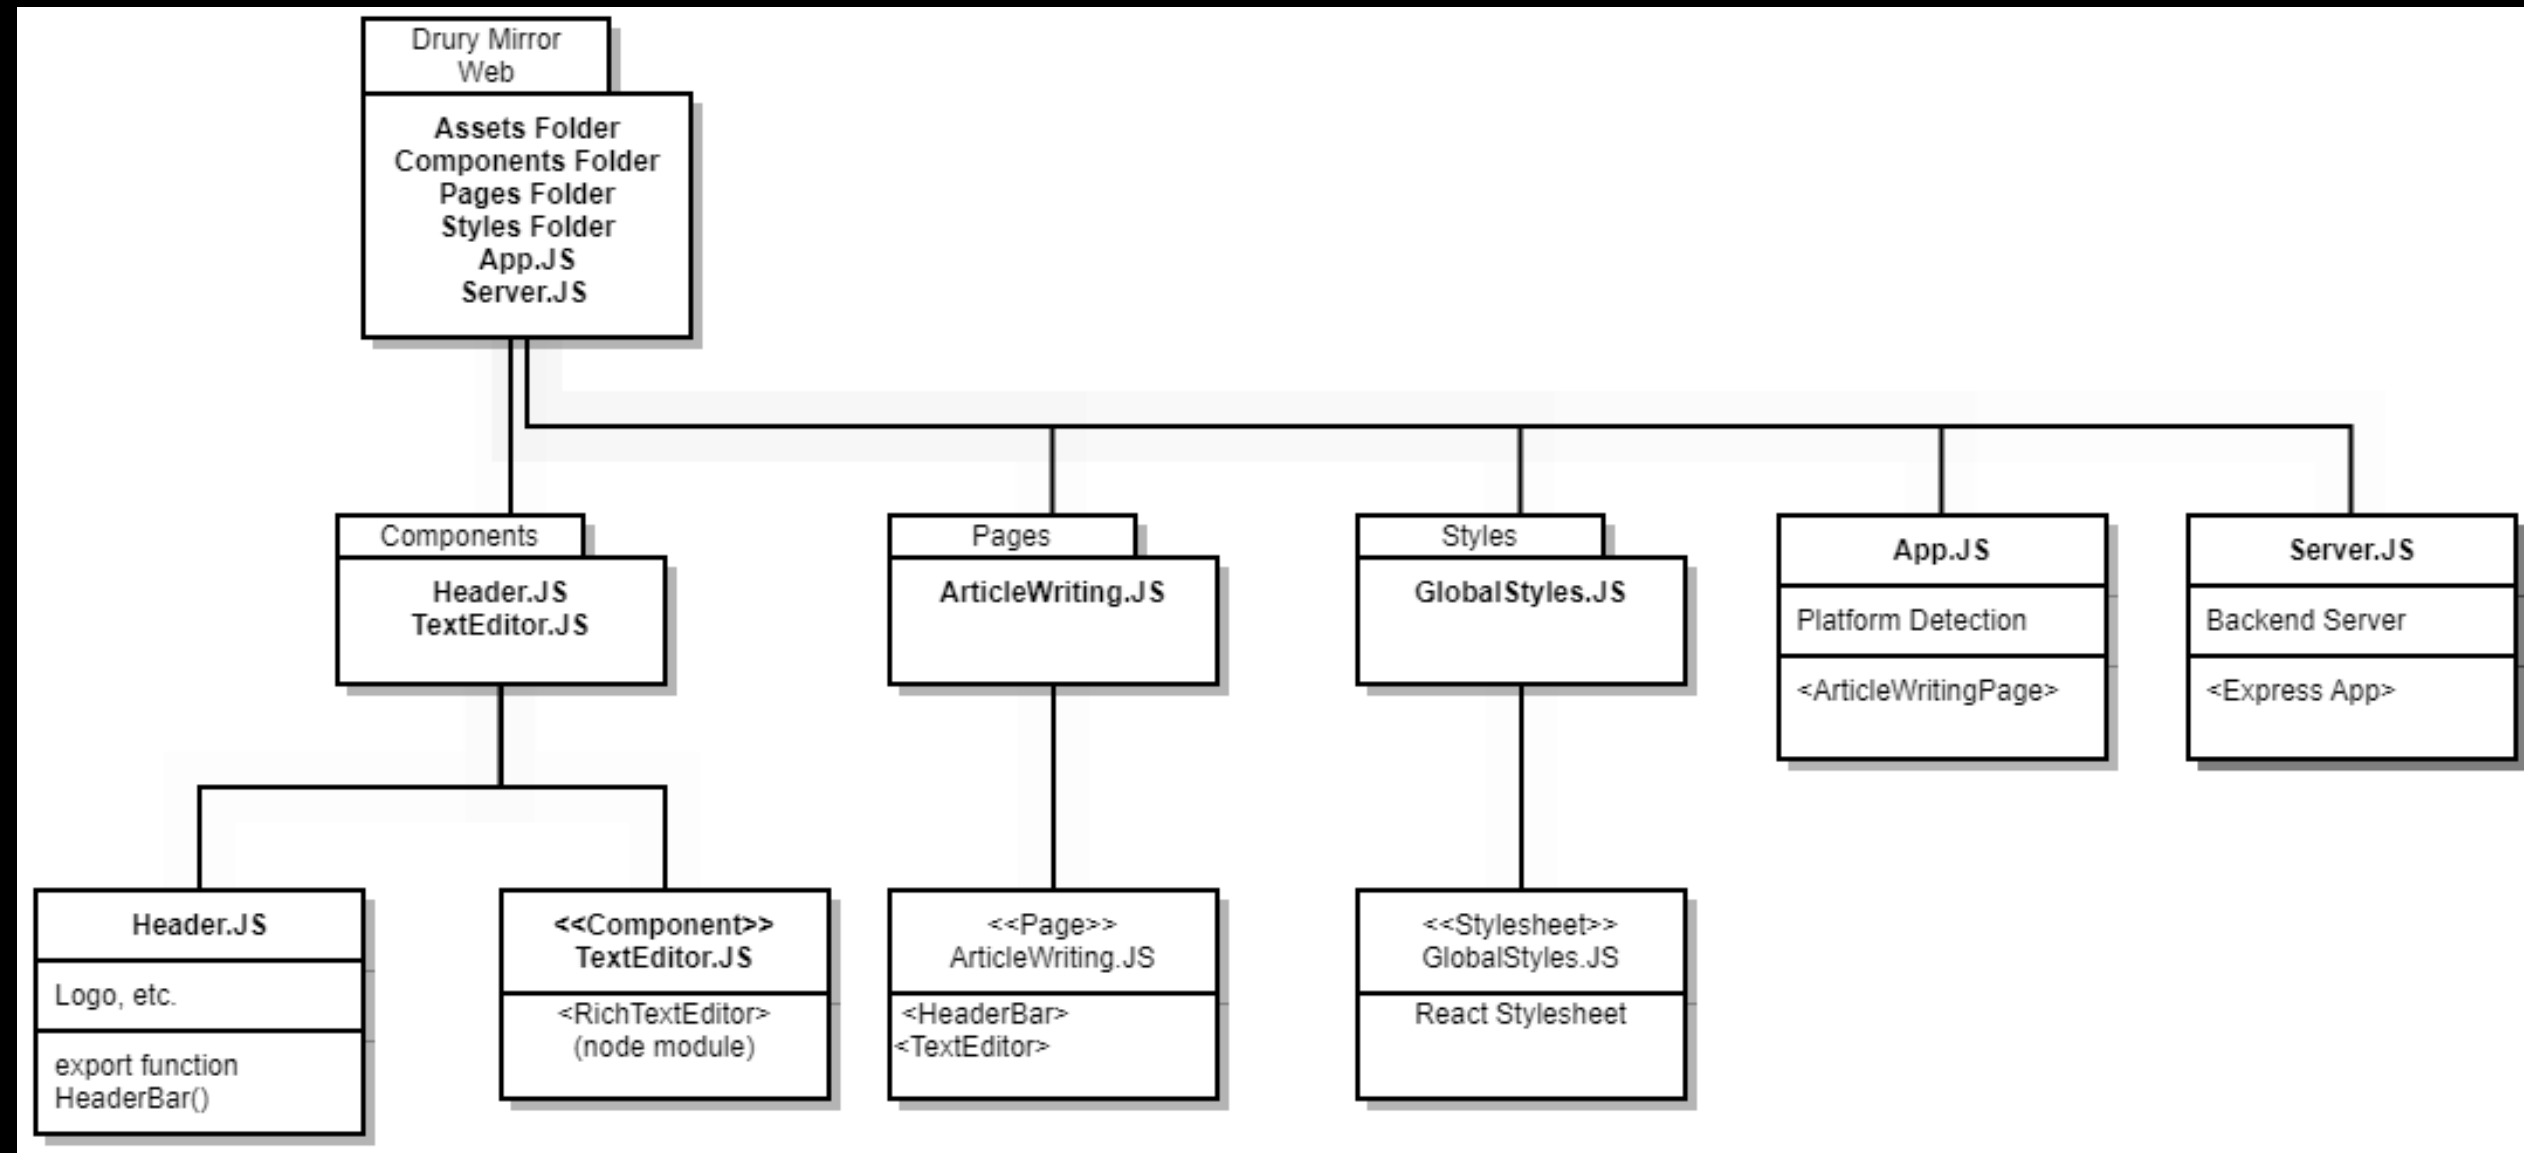 Drury Mirror
Web
Assets Folder
Components Folder
Pages Folder
Styles Folder
App.JS
Server.JS
Components
Header.JS
TextEditor.JS
Pages
ArticleWriting.JS
Styles
GlobalStyles.JS
App.JS
Platform Detection
<ArticleWritingPage>
Server.JS
Backend Server
<Express App>
Header.JS
Logo, etc.
export function
HeaderBar()
<<Component>>
TextEditor.JS
<RichTextEditor>
(node module)
<<Page>>
ArticleWriting.JS
<HeaderBar>
<TextEditor>
<<Stylesheet>>
GlobalStyles.JS
React Stylesheet